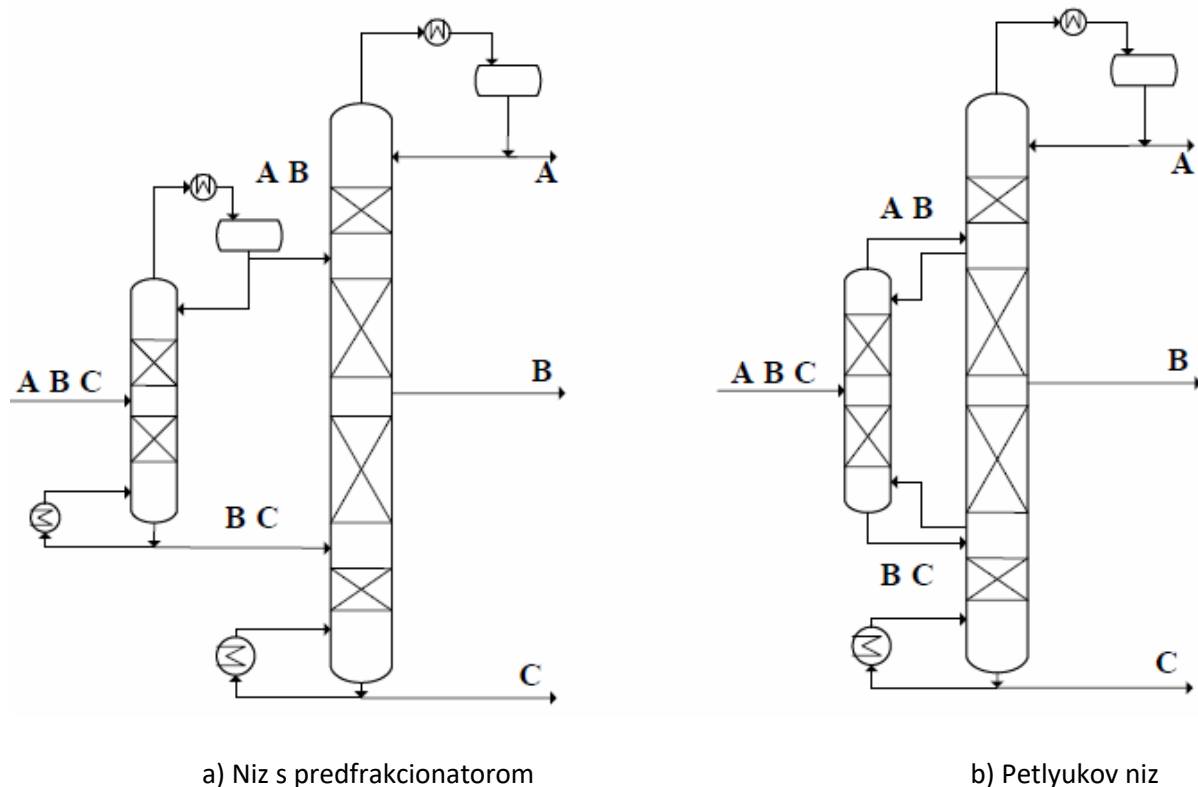 A B
A
A B C
B
B C
C
A B
A
A B C
B
B C
C
a) Niz s predfrakcionatorom
b) Petlyukov niz